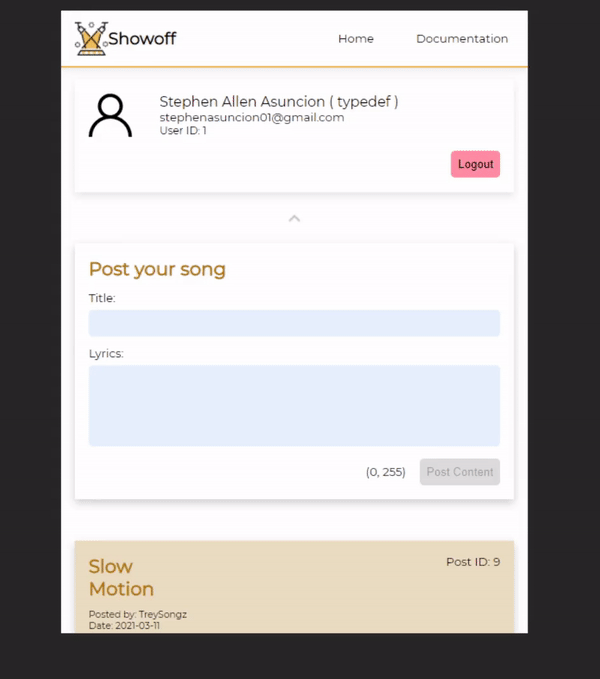 Showoff
Home
Documentation
Stephen Allen Asuncion ( typedef )
stephenasuncion01@gmail.com
User ID: 1
Logout
Post your song
Title:
Lyrics:
(0, 255)
Post Content
Slow
Motion
Post ID: 9
Posted by: TreySongz
Date: 2021-03-11